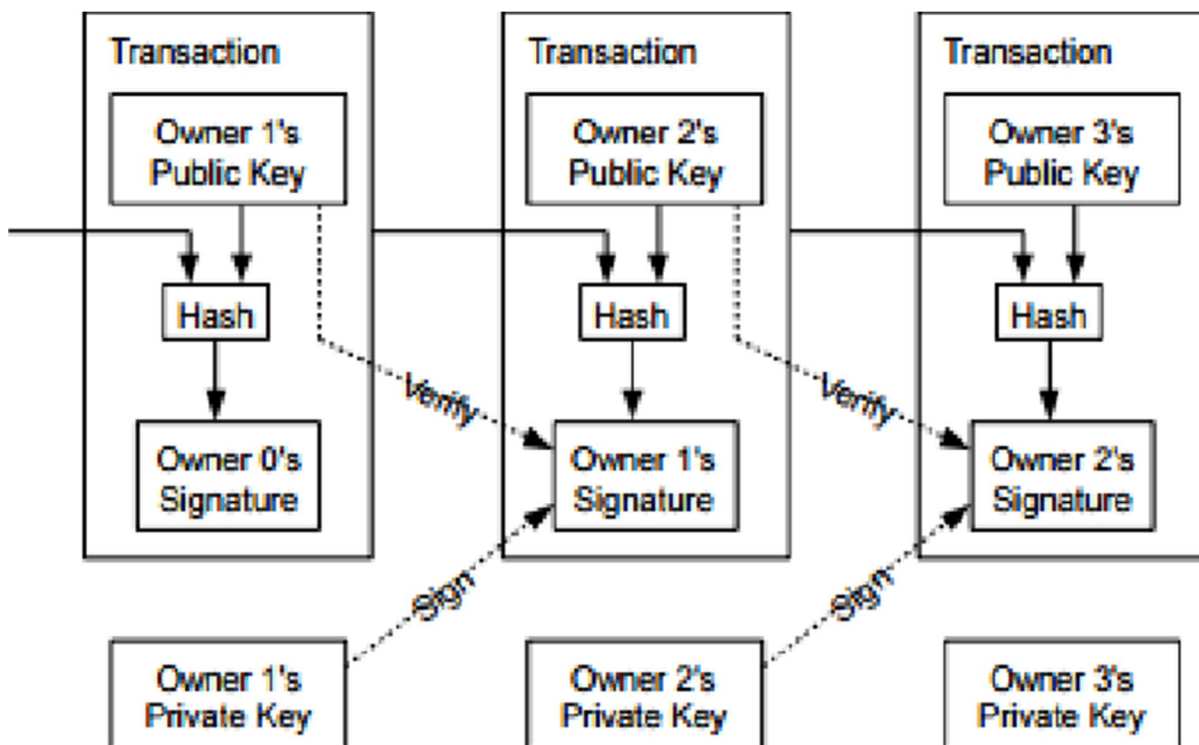 Transaction
Owner 1's
Public Key
Hash
Verify
Owner 0's
Signature
Sign
Owner 1's
Private Key
Transaction
Owner 2's
Public Key
Hash
Verify
Owner 1's
Signature
Sign
Owner 2's
Private Key
Transaction
Owner 3's
Public Key
Hash
Owner 2's
Signature
Owner 3's
Private Key